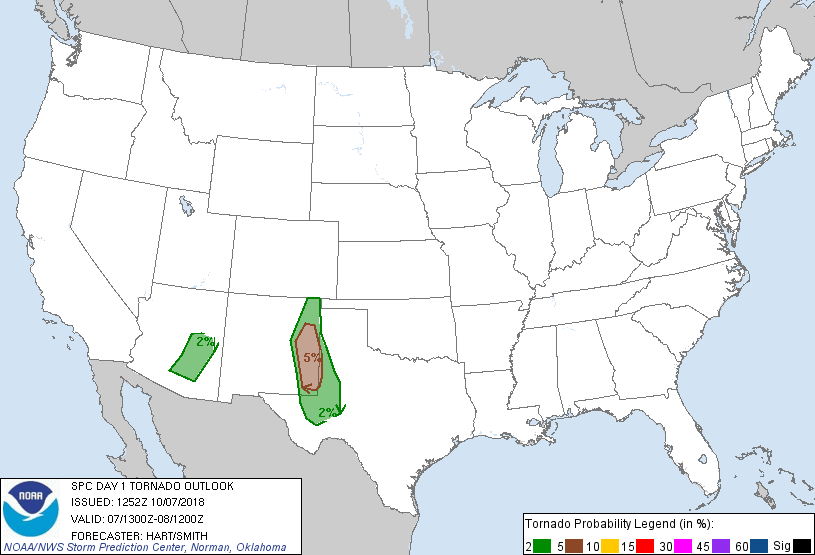 2%
5%
2%
NOAA
SPC DAY 1 TORNADO OUTLOOK
ISSUED: 1252Z 10/07/2018
VALID: 07/1300Z-08/1200Z
FORECASTER: HART/SMITH
NOAA/NWS Storm Prediction Center, Norman, Oklahoma
Tornado Probability Legend (in %):
2 5 10 15 30 45 60 Sig